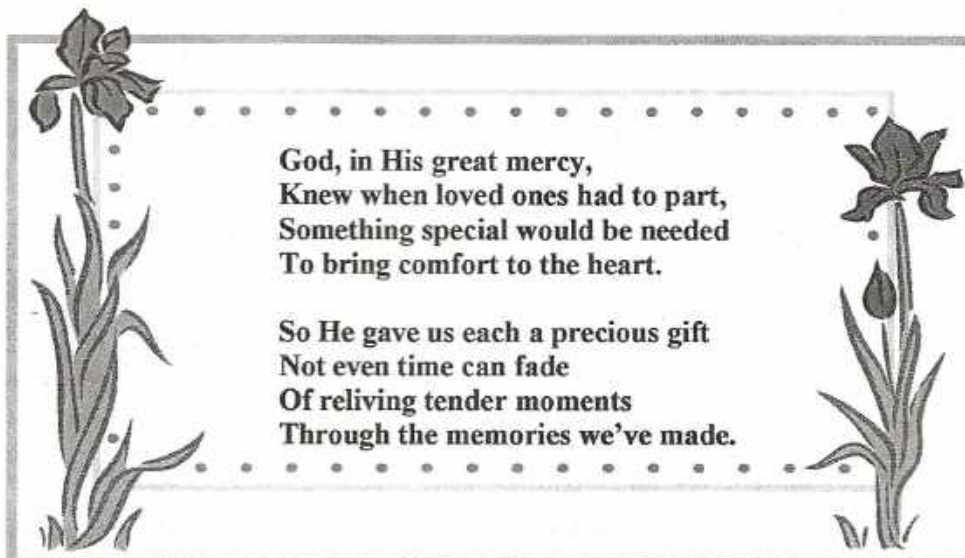 God, in His great mercy,
Knew when loved ones had to part,
Something special would be needed
To bring comfort to the heart.
So He gave us each a precious gift
Not even time can fade
Of reliving tender moments
Through the memories we've made.